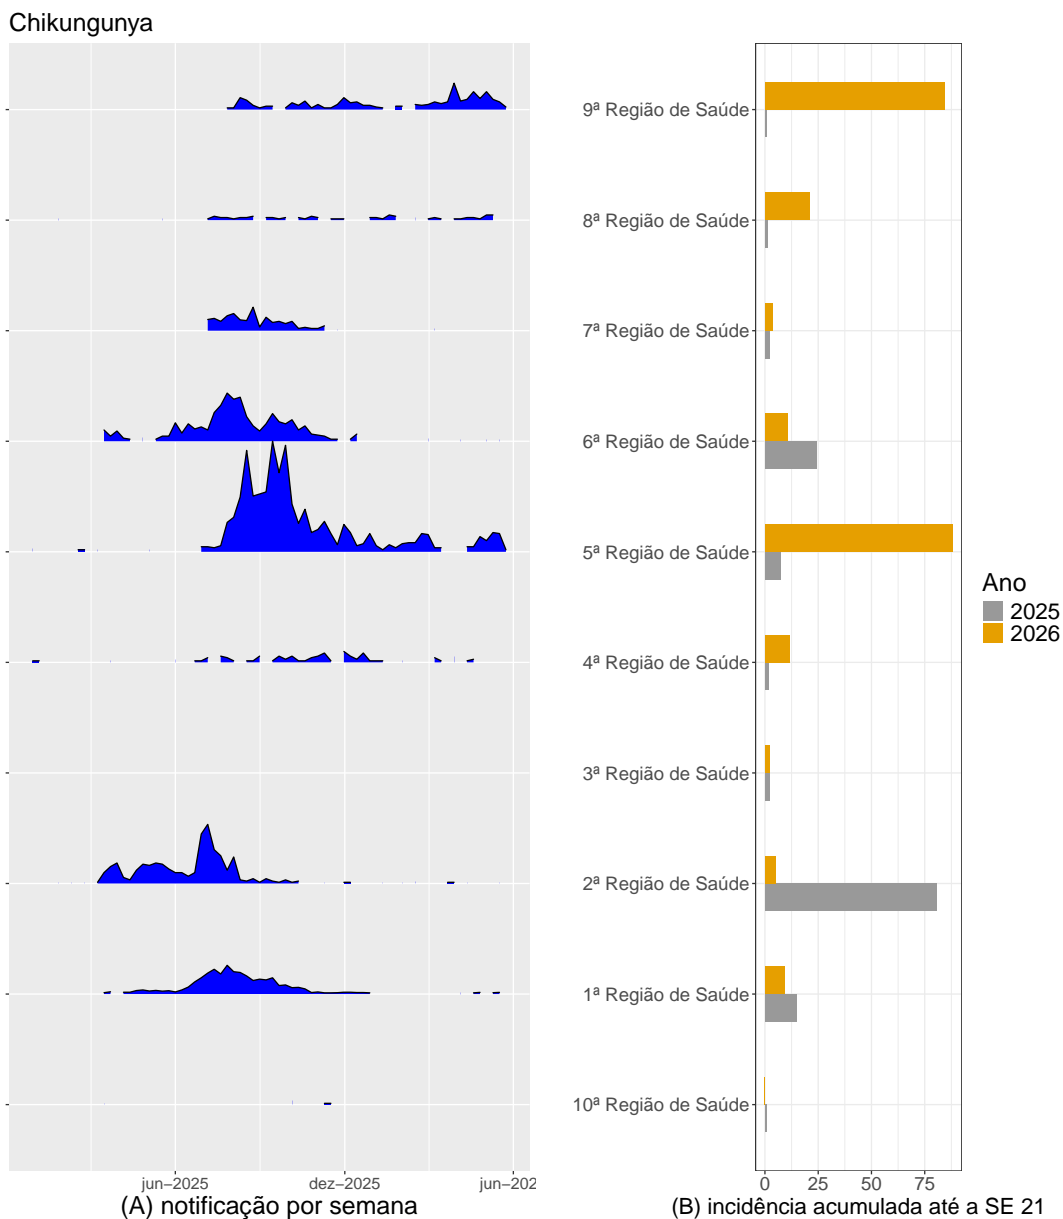 Chikungunya
9ª Região de Saúde
8ª Região de Saúde
7ª Região de Saúde
6ª Região de Saúde
5ª Região de Saúde
4ª Região de Saúde
3ª Região de Saúde
2ª Região de Saúde
1ª Região de Saúde
10ª Região de Saúde
Ano
2025
2026
jun–2025 dez–2025 jun–202
0 25 50 75
(A) notificação por semana
(B) incidência acumulada até a SE 21